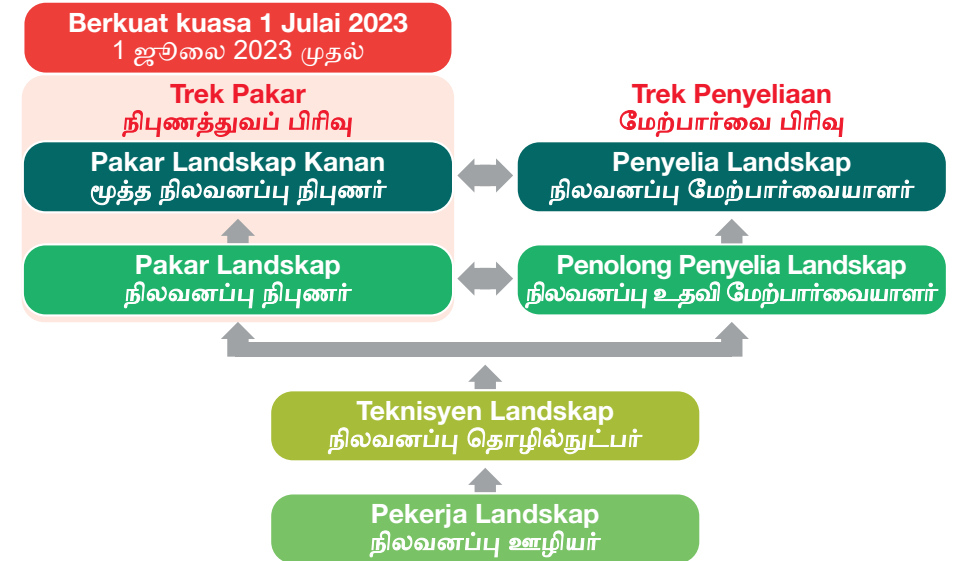 Berkuat kuasa 1 Julai 2023
1 ஜூலை 2023 முதல்
Trek Pakar
நிபுணத்துவப் பிரிவு
Trek Penyeliaan
மேற்பார்வை பிரிவு
Pakar Landskap Kanan
மூத்த நிலவனப்பு நிபுணர்
Penyelia Landskap
நிலவனப்பு மேற்பார்வையாளர்
Pakar Landskap
நிலவனப்பு நிபுணர்
Penolong Penyelia Landskap
நிலவனப்பு உதவி மேற்பார்வையாளர்
Teknisyen Landskap
நிலவனப்பு தொழில்நுட்பர்
Pekerja Landskap
நிலவனப்பு ஊழியர்